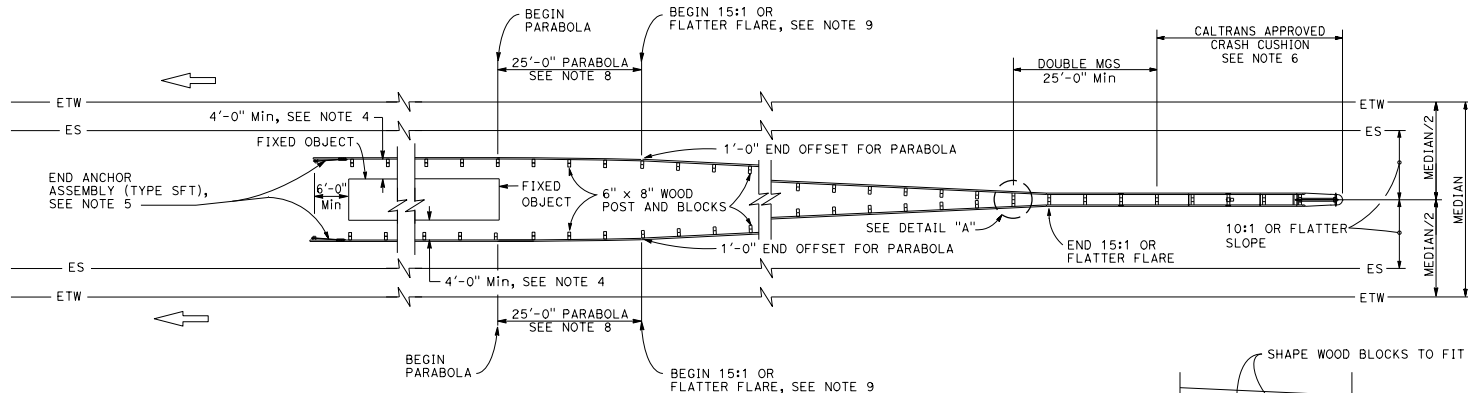 BEGIN
PARABOLA
BEGIN 15:1 OR
FLATTER FLARE, SEE NOTE 9
CALTRANS APPROVED
CRASH CUSHION
SEE NOTE 6
25'-0" PARABOLA
SEE NOTE 8
DOUBLE MGS
25'-0" Min
ETW
ETW
4'-0" Min, SEE NOTE 4
ES
ES
FIXED OBJECT
1'-0" END OFFSET FOR PARABOLA
MEDIAN/2
END ANCHOR
ASSEMBLY (TYPE SFT),
SEE NOTE 5
6'-0"
Min
FIXED
OBJECT
6" x 8" WOOD
POST AND BLOCKS
MEDIAN
SEE DETAIL "A"
10:1 OR FLATTER
SLOPE
MEDIAN/2
1'-0" END OFFSET FOR PARABOLA
END 15:1 OR
FLATTER FLARE
ES
ES
4'-0" Min, SEE NOTE 4
ETW
ETW
25'-0" PARABOLA
SEE NOTE 8
BEGIN
PARABOLA
BEGIN 15:1 OR
FLATTER FLARE, SEE NOTE 9
SHAPE WOOD BLOCKS TO FIT